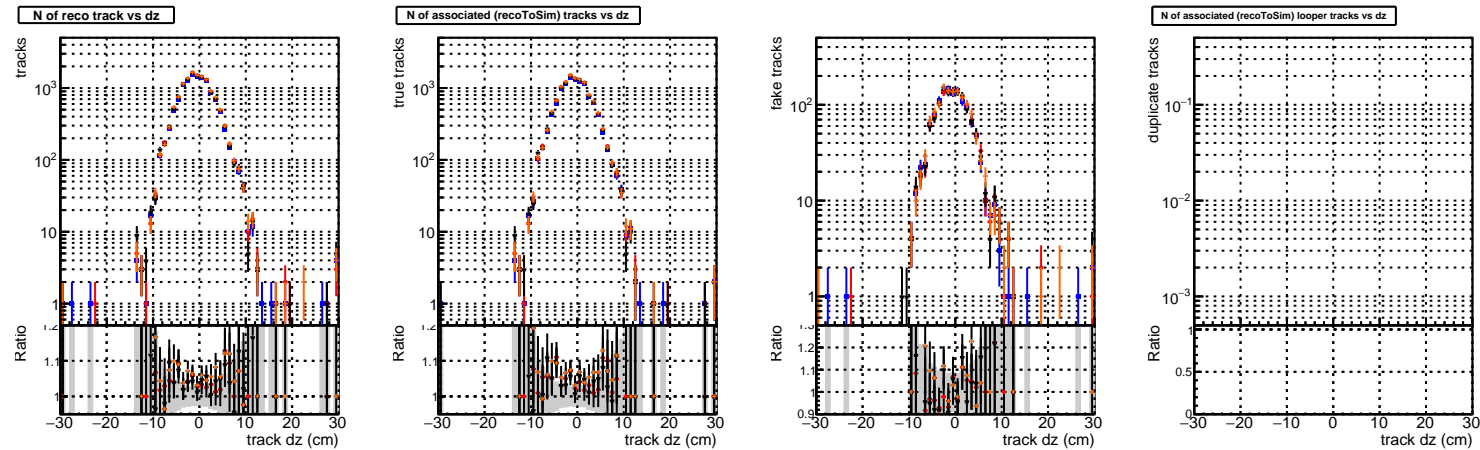 N of reco track vs dz
tracks
10³
10²
10
1
Ratio
1.2
1.1
1
−30 −20 −10 0 10 20 30
track dz (cm)
N of associated (recoToSim) tracks vs dz
true tracks
10³
10²
10
1
Ratio
1.2
1.1
1
−30 −20 −10 0 10 20 30
track dz (cm)
fake tracks
10²
10
1
Ratio
1.3
1.2
1.1
1
0.9
−30 −20 −10 0 10 20 30
track dz (cm)
N of associated (recoToSim) looper tracks vs dz
duplicate tracks
10⁻¹
10⁻²
10⁻³
Ratio
1
0.5
0
−30 −20 −10 0 10 20 30
track dz (cm)